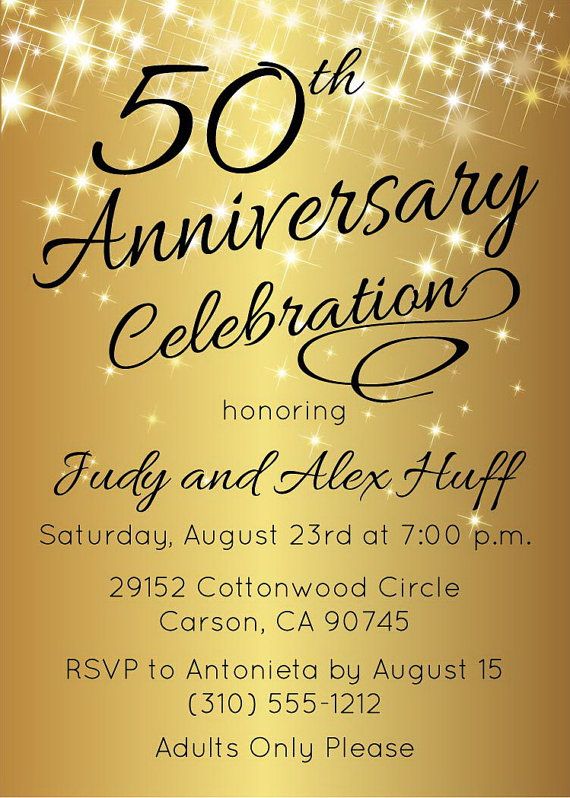 50th
Anniversary
Celebration
honoring
Judy and Alex Huff
Saturday, August 23rd at 7:00 p.m.
29152 Cottonwood Circle
Carson, CA 90745
RSVP to Antonieta by August 15
(310) 555-1212
Adults Only Please